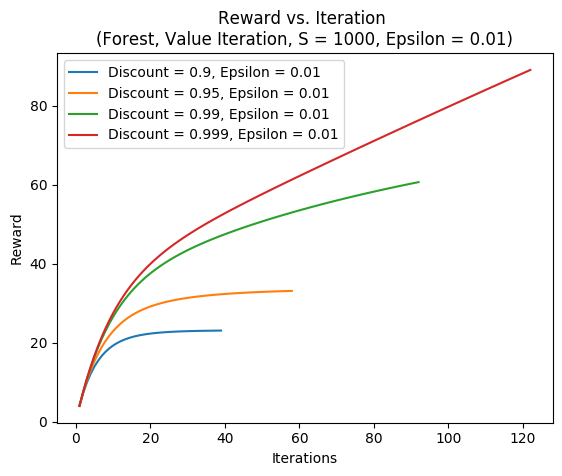 Reward vs. Iteration
(Forest, Value Iteration, S = 1000, Epsilon = 0.01)
Discount = 0.9, Epsilon = 0.01
Discount = 0.95, Epsilon = 0.01
Discount = 0.99, Epsilon = 0.01
Discount = 0.999, Epsilon = 0.01
Reward
80
60
40
20
0
0 20 40 60 80 100 120
Iterations